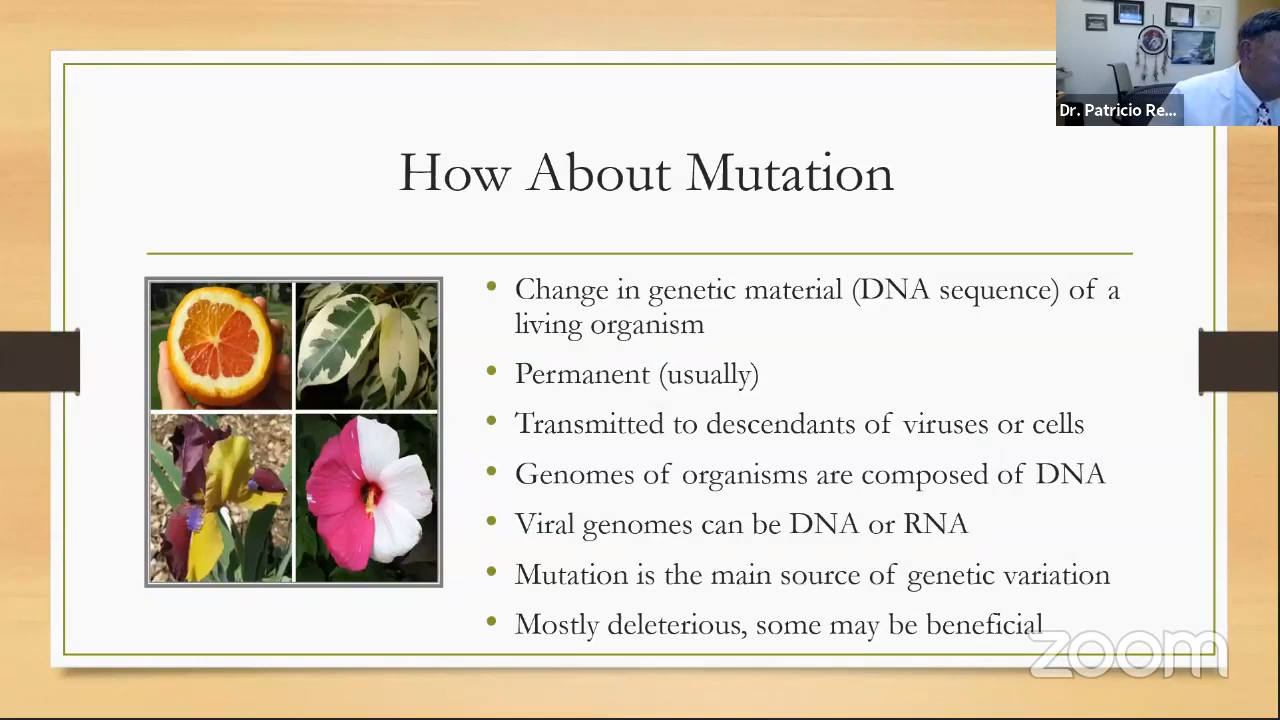 Dr. Patricio Re...
How About Mutation
• Change in genetic material (DNA sequence) of a
living organism
• Permanent (usually)
• Transmitted to descendants of viruses or cells
• Genomes of organisms are composed of DNA
• Viral genomes can be DNA or RNA
• Mutation is the main source of genetic variation
• Mostly deleterious, some may be beneficial
zoom